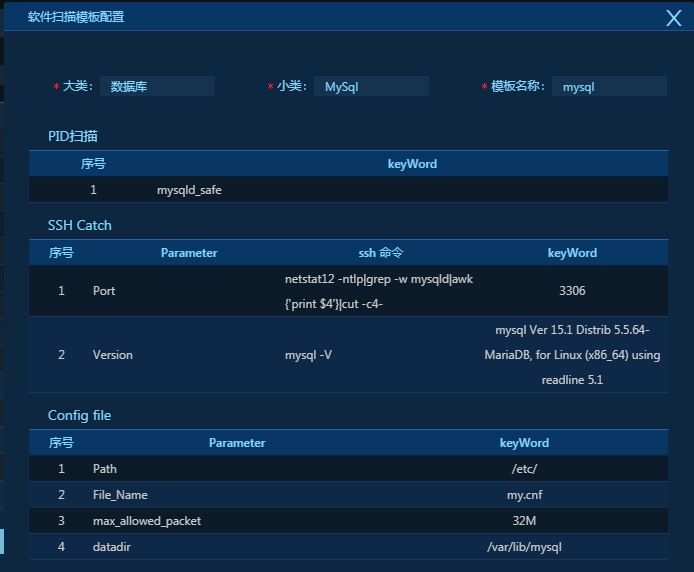 软件扫描模板配置 X
* 大类： 数据库 * 小类： MySql * 模板名称： mysql
PID扫描
序号 keyWord
1 mysqld_safe
SSH Catch
序号 Parameter ssh 命令 keyWord
1 Port netstat12 -ntlp|grep -w mysqld|awk {'print $4'}|cut -c4- 3306
2 Version mysql -V mysql Ver 15.1 Distrib 5.5.64-MariaDB, for Linux (x86_64) using readline 5.1
Config file
序号 Parameter keyWord
1 Path /etc/
2 File_Name my.cnf
3 max_allowed_packet 32M
4 datadir /var/lib/mysql